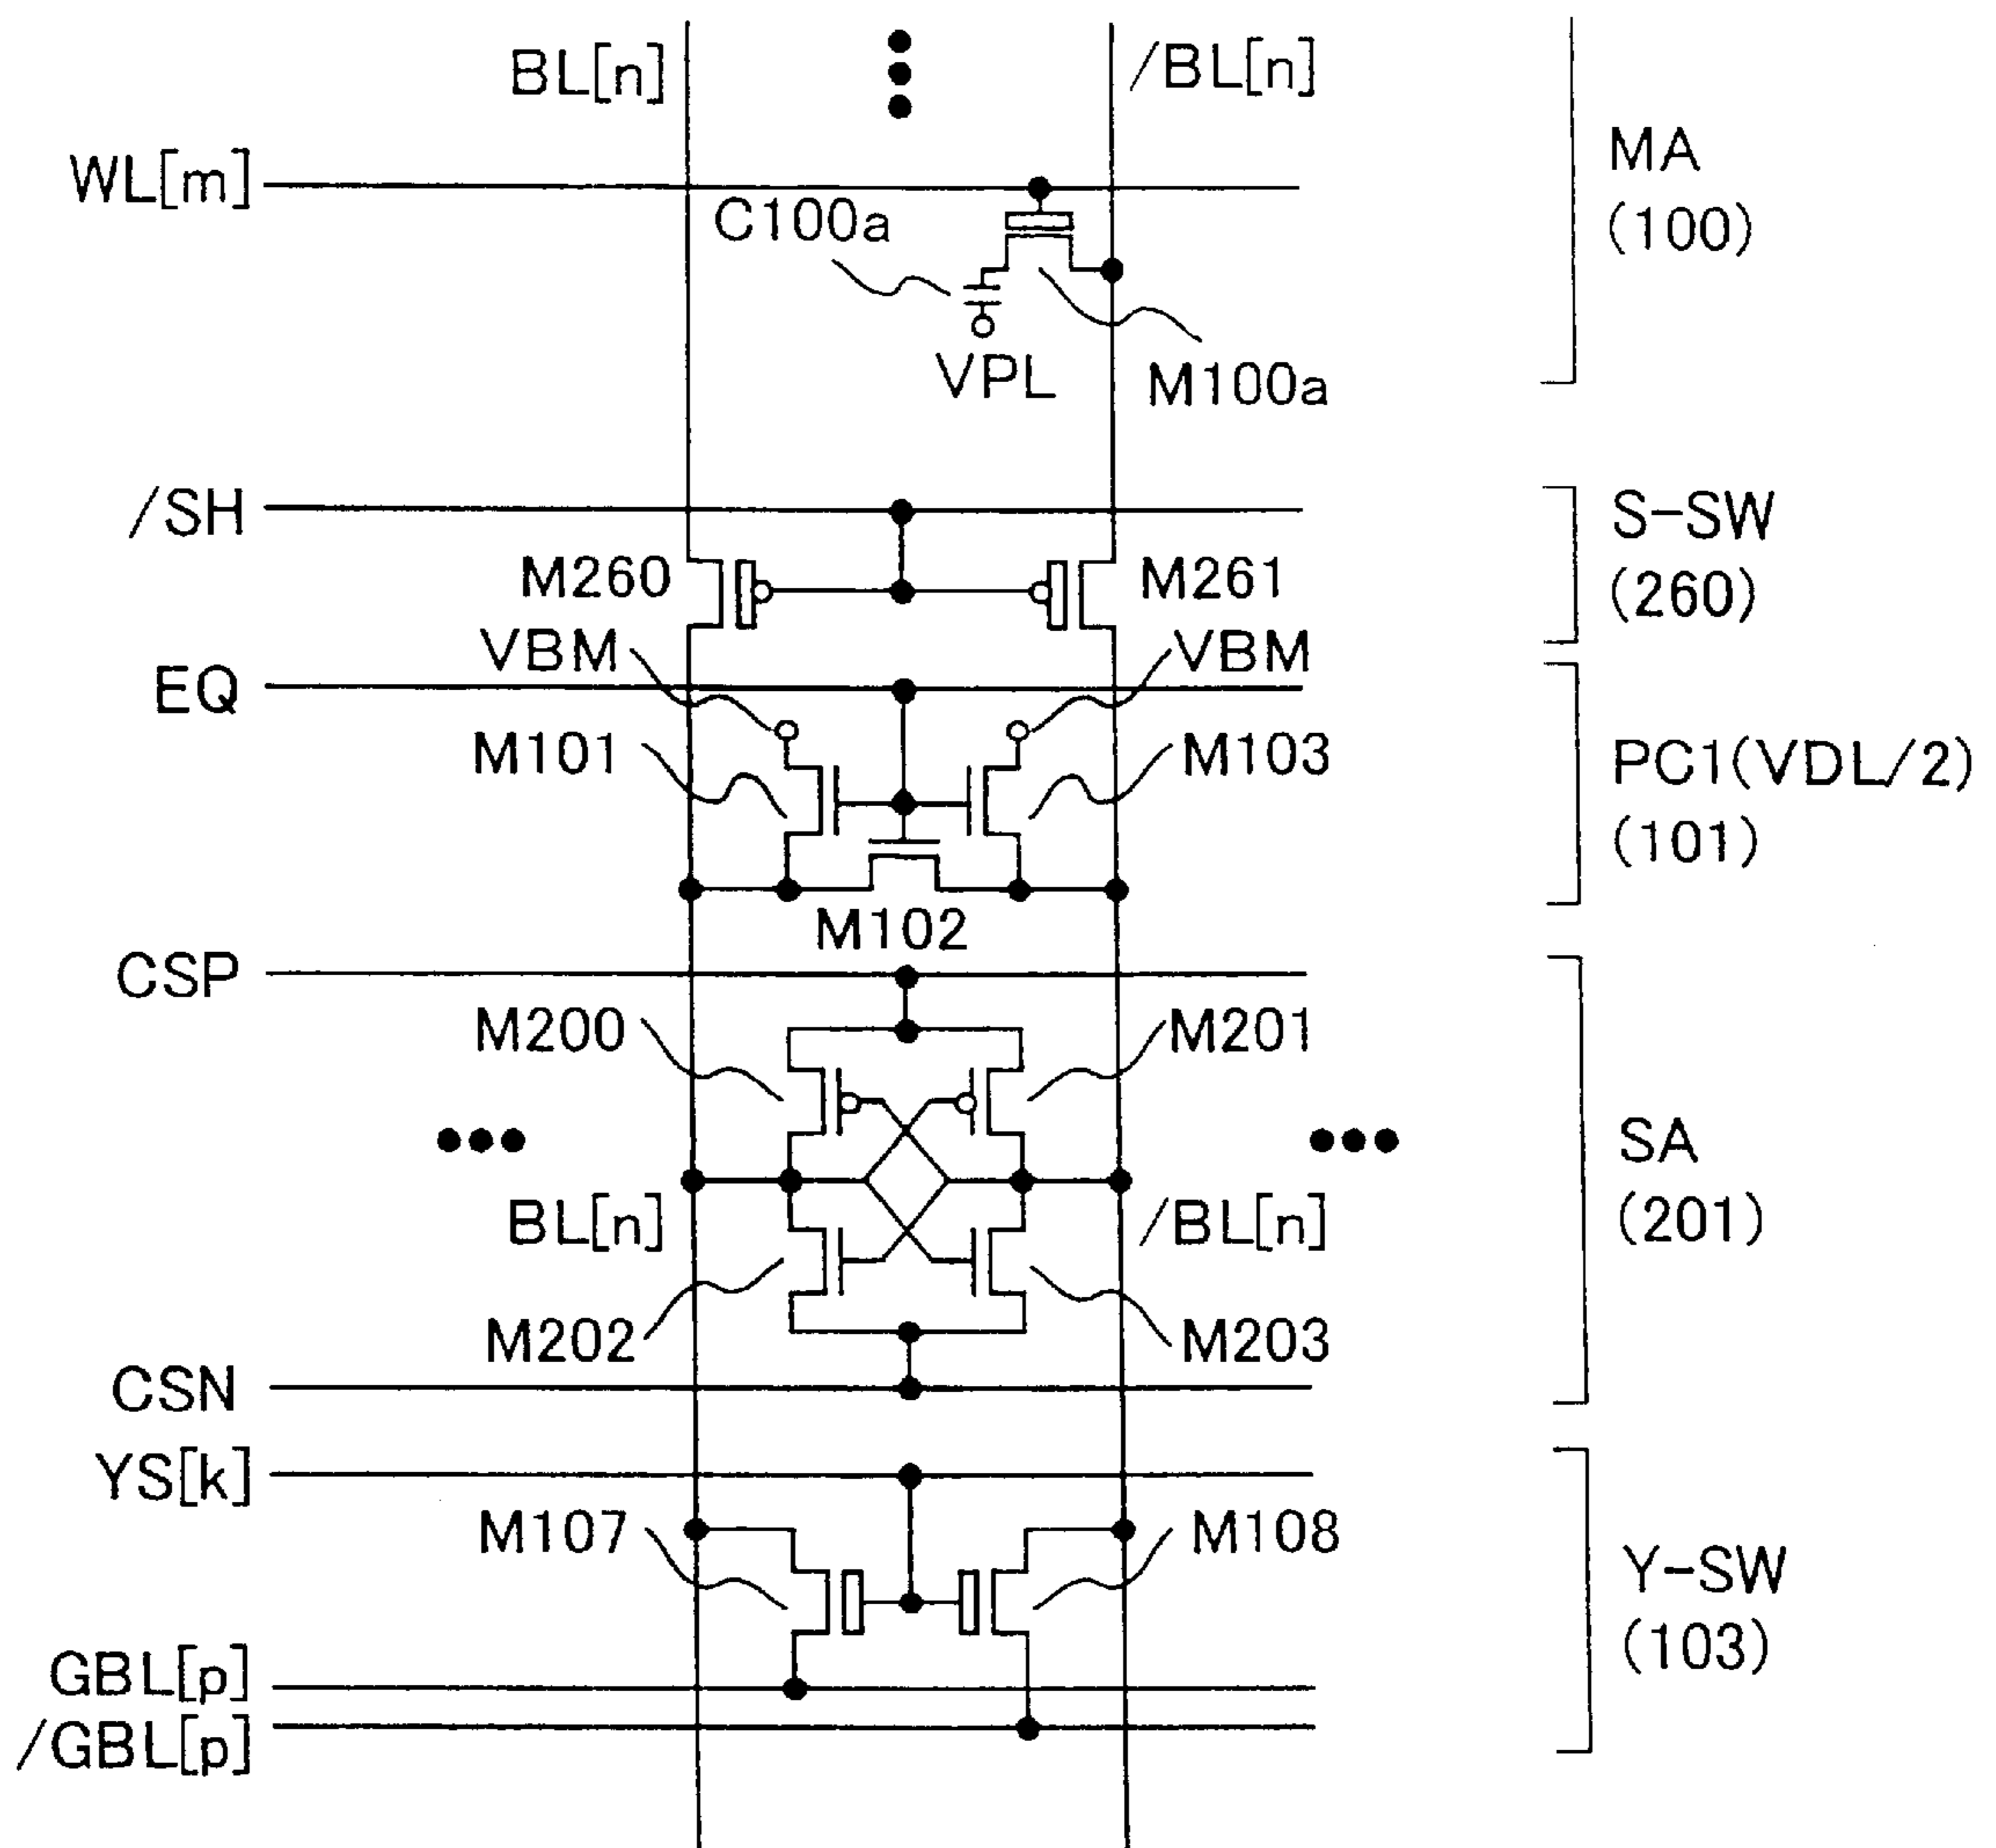 BL[n]
/BL[n]
WL[m]
C100a
VPL
M100a
MA
(100)
/SH
M260
M261
S-SW
(260)
VBM
VBM
EQ
M101
M103
M102
PC1(VDL/2)
(101)
CSP
M200
M201
BL[n]
/BL[n]
SA
(201)
M202
M203
CSN
YS[k]
M107
M108
Y-SW
(103)
GBL[p]
/GBL[p]